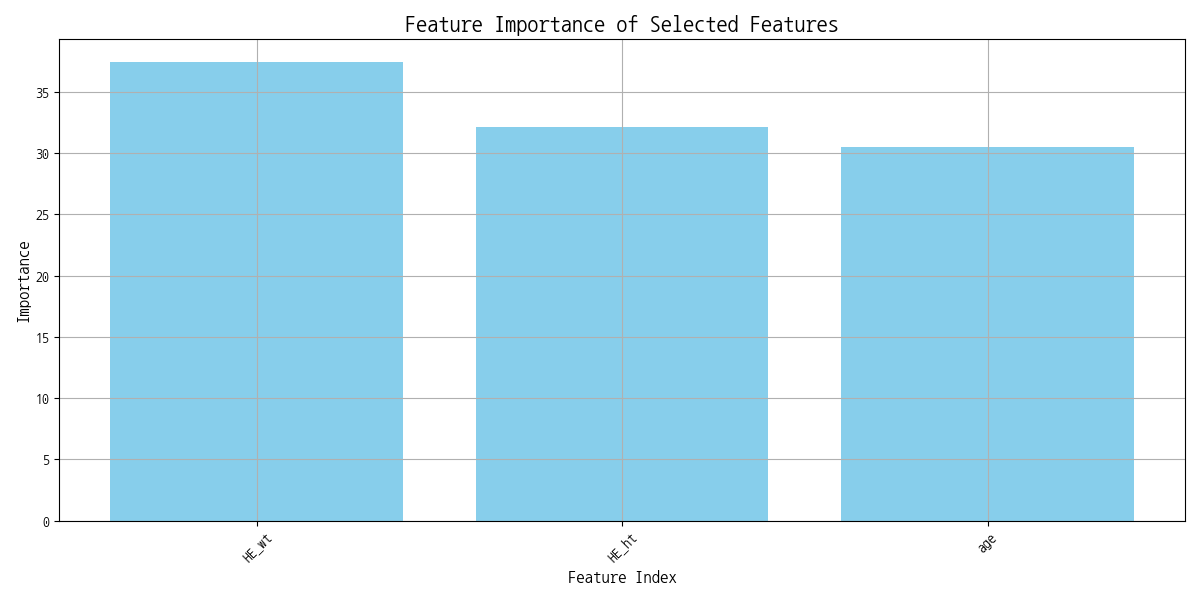 Feature Importance of Selected Features
Importance
35
30
25
20
15
10
5
0
HE_wt
HE_ht
age
Feature Index